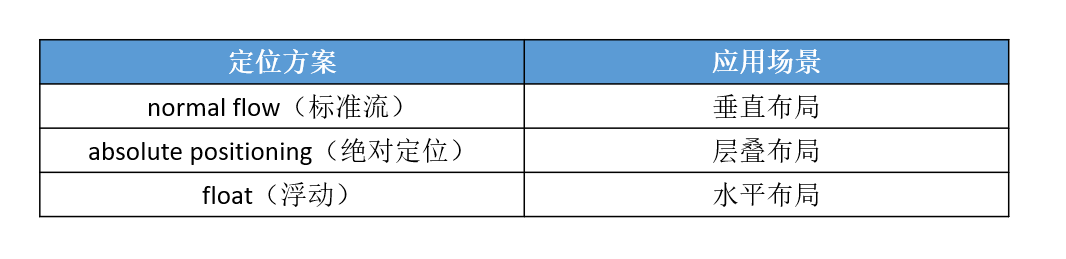 定位方案 应用场景
normal flow（标准流） 垂直布局
absolute positioning（绝对定位） 层叠布局
float（浮动） 水平布局